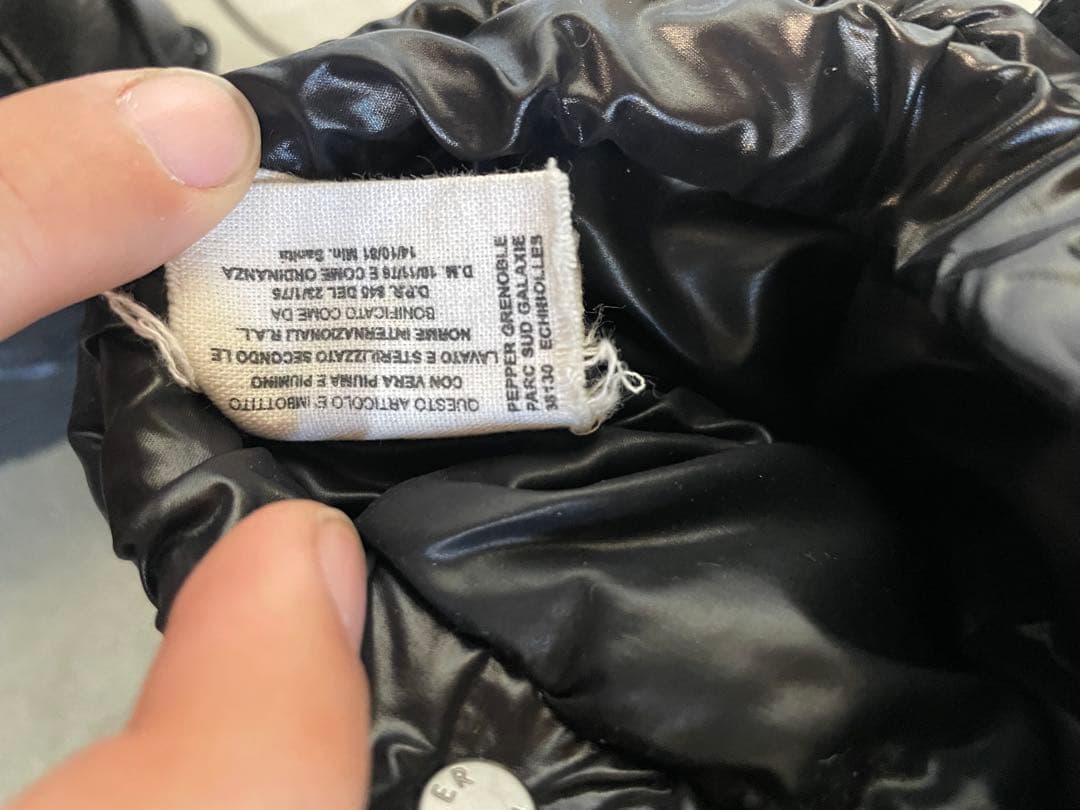 QUESTO ARTICOLO E IMBOTTITO
CON VERA PIUMA E PIUMINO
LAVATO E STERILIZZATO SECONDO LE
NORME INTERNAZIONALI R.A.L.
BONIFICATO COME DA
D.P.R. 845 DEL 23/1/75
D.M. 10/11/76 E COME ORDINANZA
14/10/81 Min. Sanita
PEPPER GRENOBLE
PARC SUD GALAXIE
38130 ECHIROLLES